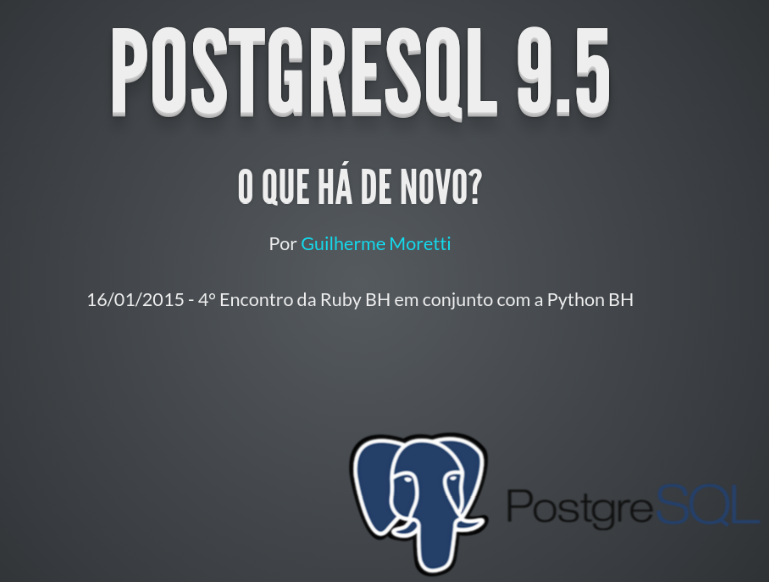 POSTGRESQL 9.5
O QUE HÁ DE NOVO?
Por Guilherme Moretti
16/01/2015 - 4º Encontro da Ruby BH em conjunto com a Python BH
PostgreSQL